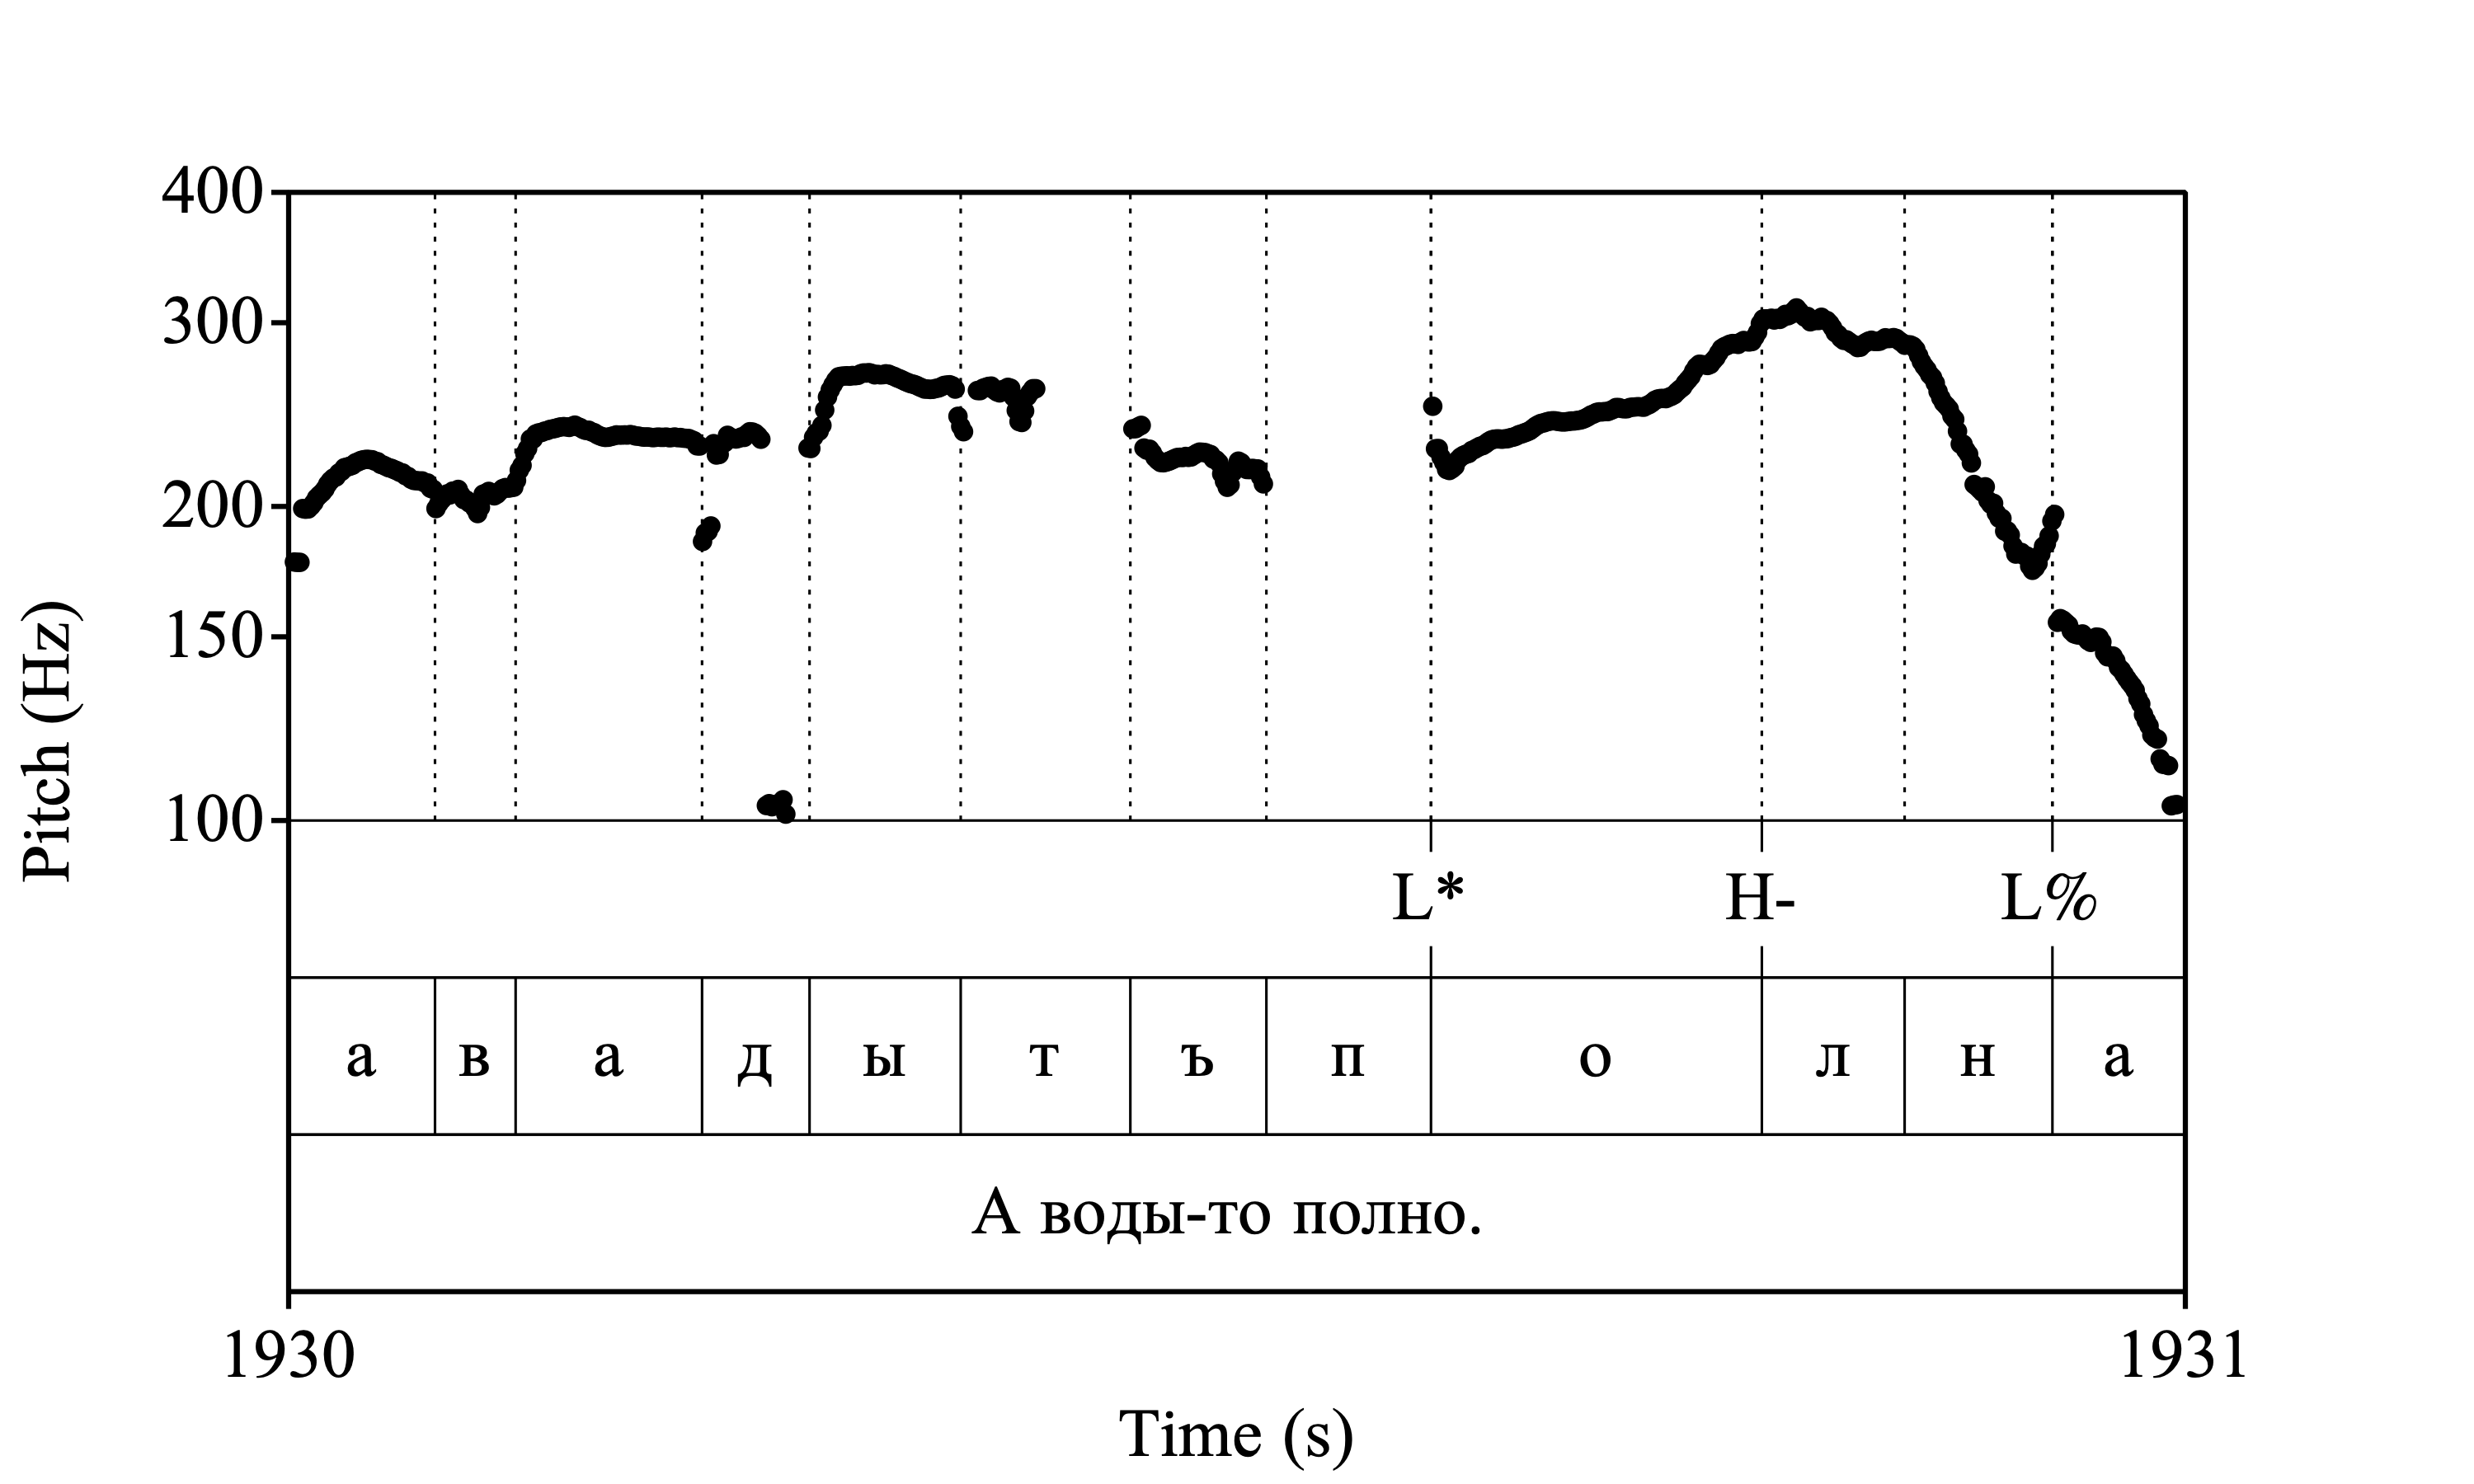 400
300
200
150
100
Pitch (Hz)
L* H- L%
а в а д ы т ъ п о л н а
А воды-то полно.
1930 1931
Time (s)